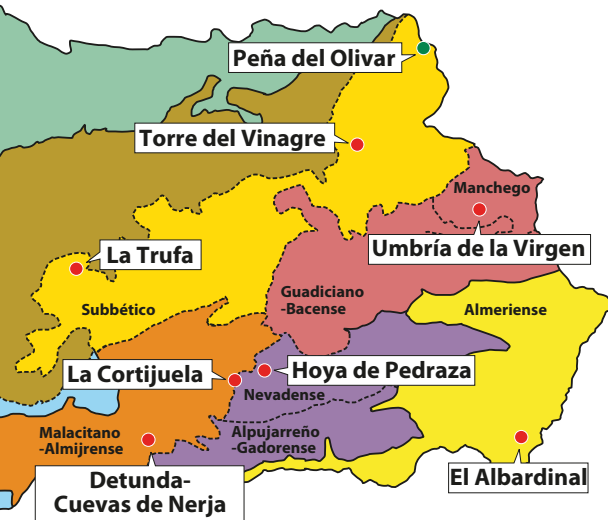 Peña del Olivar
Torre del Vinagre
Manchego
La Trufa
Umbría de la Virgen
Guadiciano
-Bacense
Subbético
Almeriense
La Cortijuela
Hoya de Pedraza
Nevadense
Malacitano
-Almijrense
Alpujarreño
-Gadorense
Detunda-
Cuevas de Nerja
El Albardinal